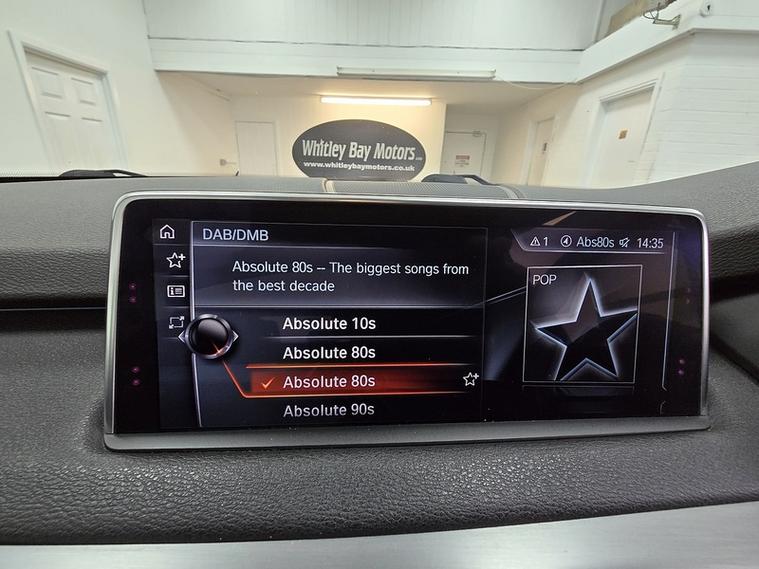 Whitley Bay Motors.com
www.whitleybaymotors.co.uk
DAB/DMB
1 Abs80s 14:35
Absolute 80s – The biggest songs from
the best decade
POP
Absolute 10s
Absolute 80s
Absolute 80s
Absolute 90s